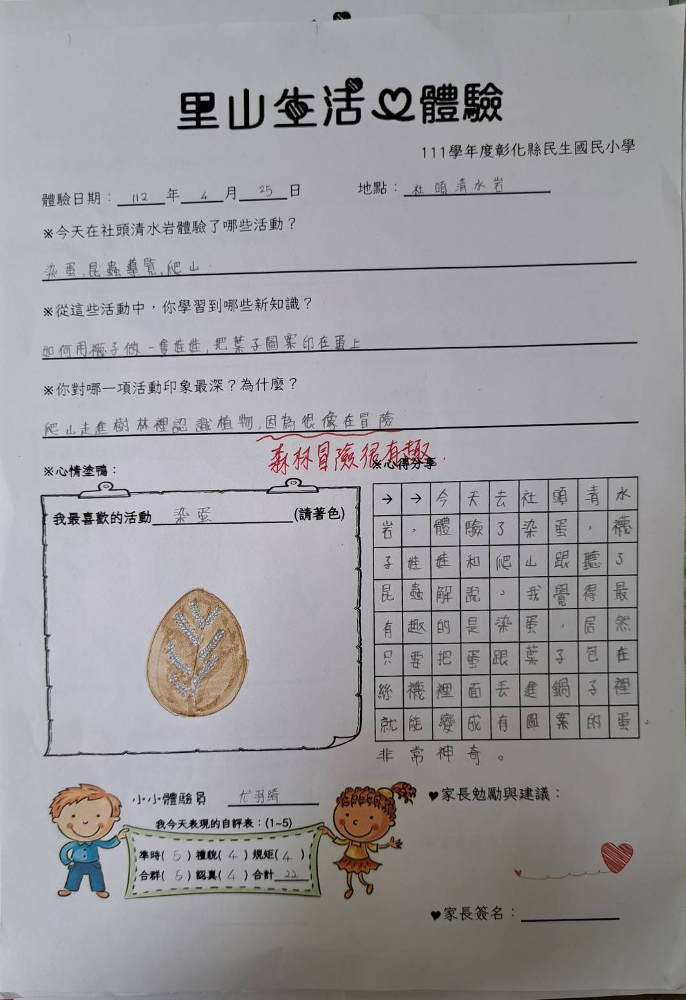 里山生活心體驗
111學年度彰化縣民生國民小學
體驗日期：112年4月25日
地點：社頭清水岩
※今天在社頭清水岩體驗了哪些活動？
染蛋,昆蟲導覽,爬山
※從這些活動中，你學習到哪些新知識？
如何用襪子做一隻娃娃,把葉子圖案印在蛋上
※你對哪一項活動印象最深？為什麼？
爬山走進樹林裡認識植物,因為很像在冒險
森林冒險很有趣.
※心情塗鴨：
我最喜歡的活動染蛋(請著色)
※心得分享
→→今天去社頭清水
岩，體驗了染蛋，襪
子娃娃和爬山跟聽了
昆蟲解說。我覺得最
有趣的是染蛋，居然
只要把蛋跟葉子包在
絲襪裡面丟進鍋子裡
就能變成有圖案的蛋、
非常神奇。
小小體驗員 尤羽綺
我今天表現的自評表：(1~5)
準時(5)禮貌(4)規矩(4)
合群(5)認真(4)合計22
♥家長勉勵與建議：
♥家長簽名：